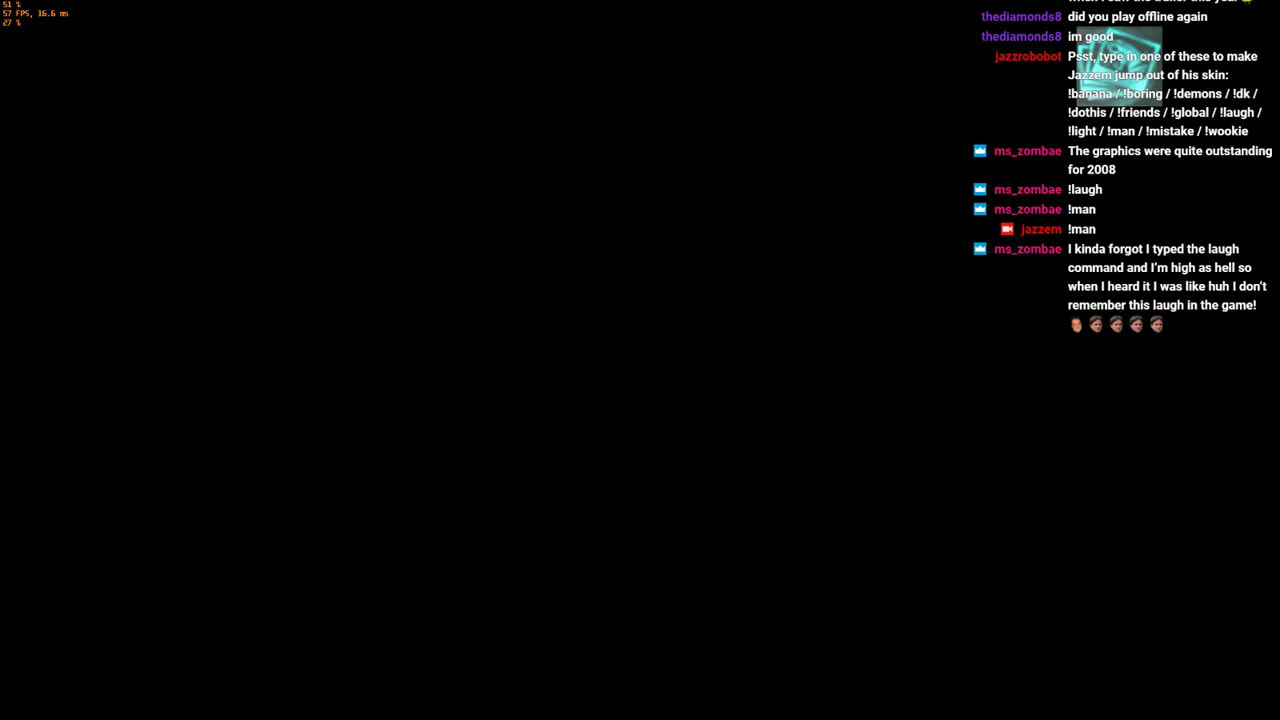 51 %
57 FPS, 16.6 ms
27 %
thediamonds8 did you play offline again
thediamonds8 im good
jazzrobobot Psst, type in one of these to make
Jazzem jump out of his skin:
!banana / !boring / !demons / !dk /
!dothis / !friends / !global / !laugh /
!light / !man / !mistake / !wookie
ms_zombae The graphics were quite outstanding
for 2008
ms_zombae !laugh
ms_zombae !man
jazzem !man
ms_zombae I kinda forgot I typed the laugh
command and I'm high as hell so
when I heard it I was like huh I don't
remember this laugh in the game!